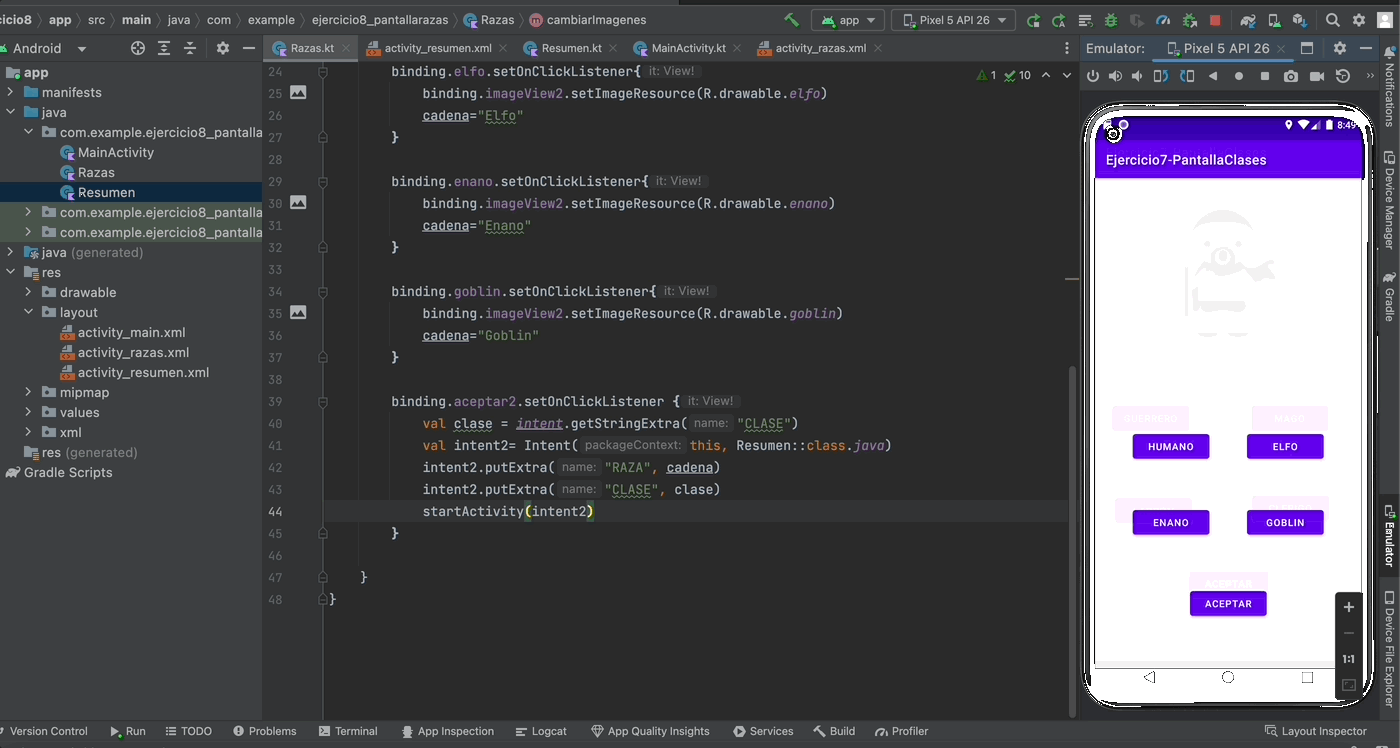 cicio8 app src main java com example ejercicio8_pantallarazas Razas cambiarImagenes app Pixel 5 API 26
Android Razas.kt activity_resumen.xml Resumen.kt MainActivity.kt activity_razas.xml Emulator: Pixel 5 API 26
app
manifests
java
com.example.ejercicio8_pantalla
MainActivity
Razas
Resumen
com.example.ejercicio8_pantalla
com.example.ejercicio8_pantalla
java (generated)
res
drawable
layout
activity_main.xml
activity_razas.xml
activity_resumen.xml
mipmap
values
xml
res (generated)
Gradle Scripts
1 10
24 binding.elfo.setOnClickListener{ it: View!
25 binding.imageView2.setImageResource(R.drawable.elfo)
26 cadena="Elfo"
27 }
28
29 binding.enano.setOnClickListener{ it: View!
30 binding.imageView2.setImageResource(R.drawable.enano)
31 cadena="Enano"
32 }
33
34 binding.goblin.setOnClickListener{ it: View!
35 binding.imageView2.setImageResource(R.drawable.goblin)
36 cadena="Goblin"
37 }
38
39 binding.aceptar2.setOnClickListener { it: View!
40 val clase = intent.getStringExtra( name: "CLASE")
41 val intent2= Intent( packageContext: this, Resumen::class.java)
42 intent2.putExtra( name: "RAZA", cadena)
43 intent2.putExtra( name: "CLASE", clase)
44 startActivity(intent2)
45 }
46
47 }
48 }
8:49
Ejercicio7-PantallaClases
GUERRERO MAGO
HUMANO ELFO
ENANO GOBLIN
ACEPTAR
ACEPTAR
1:1
Notifications
Device Manager
Gradle
Emulator
Device File Explorer
Version Control Run TODO Problems Terminal App Inspection Logcat App Quality Insights Services Build Profiler Layout Inspector